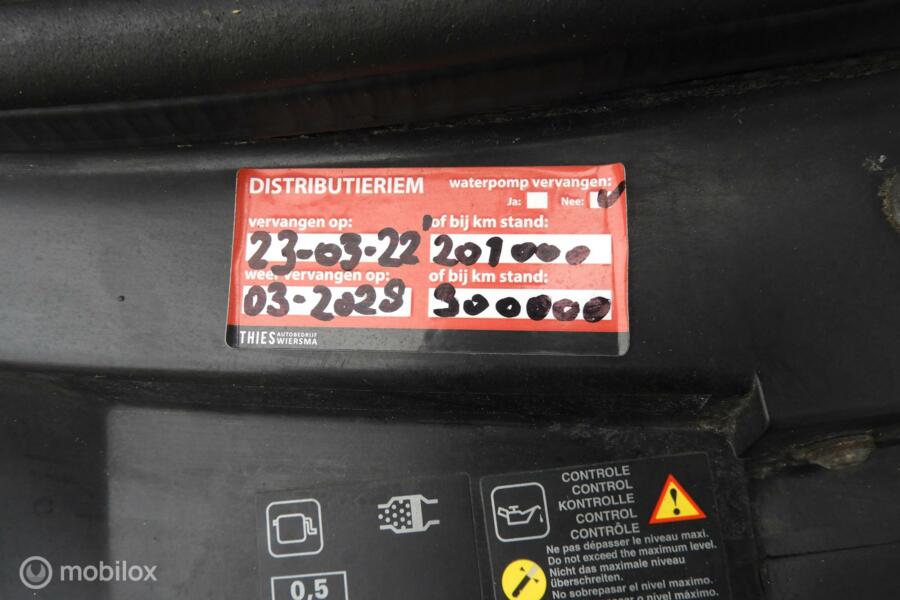 DISTRIBUTIERIEM
waterpomp vervangen:
Ja: Nee: ✓
vervangen op: of bij km stand:
23-03-22 201000
weer vervangen op: of bij km stand:
03-2028 300000
THIES AUTOBEDRIJF WIERSMA
CONTROLE
CONTROL
KONTROLLE
CONTROL
CONTRÔLE
Ne pas dépasser le niveau maxi.
Do not exceed the maximum level.
Nicht das maximale niveau
überschreiten.
No sobrepasar el nivel maximo.
0,5
mobilox